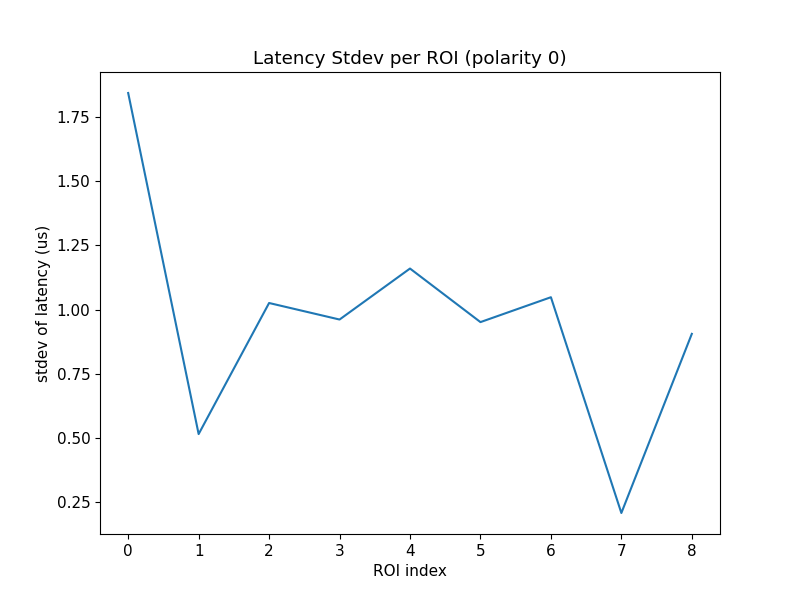 Latency Stdev per ROI (polarity 0)
stdev of latency (us)
1.75
1.50
1.25
1.00
0.75
0.50
0.25
0 1 2 3 4 5 6 7 8
ROI index